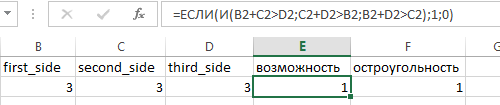 =ЕСЛИ(И(B2+C2>D2;C2+D2>B2;B2+D2>C2);1;0)
B C D E F G
first_side second_side third_side возможность остроугольность
3 3 3 1 1